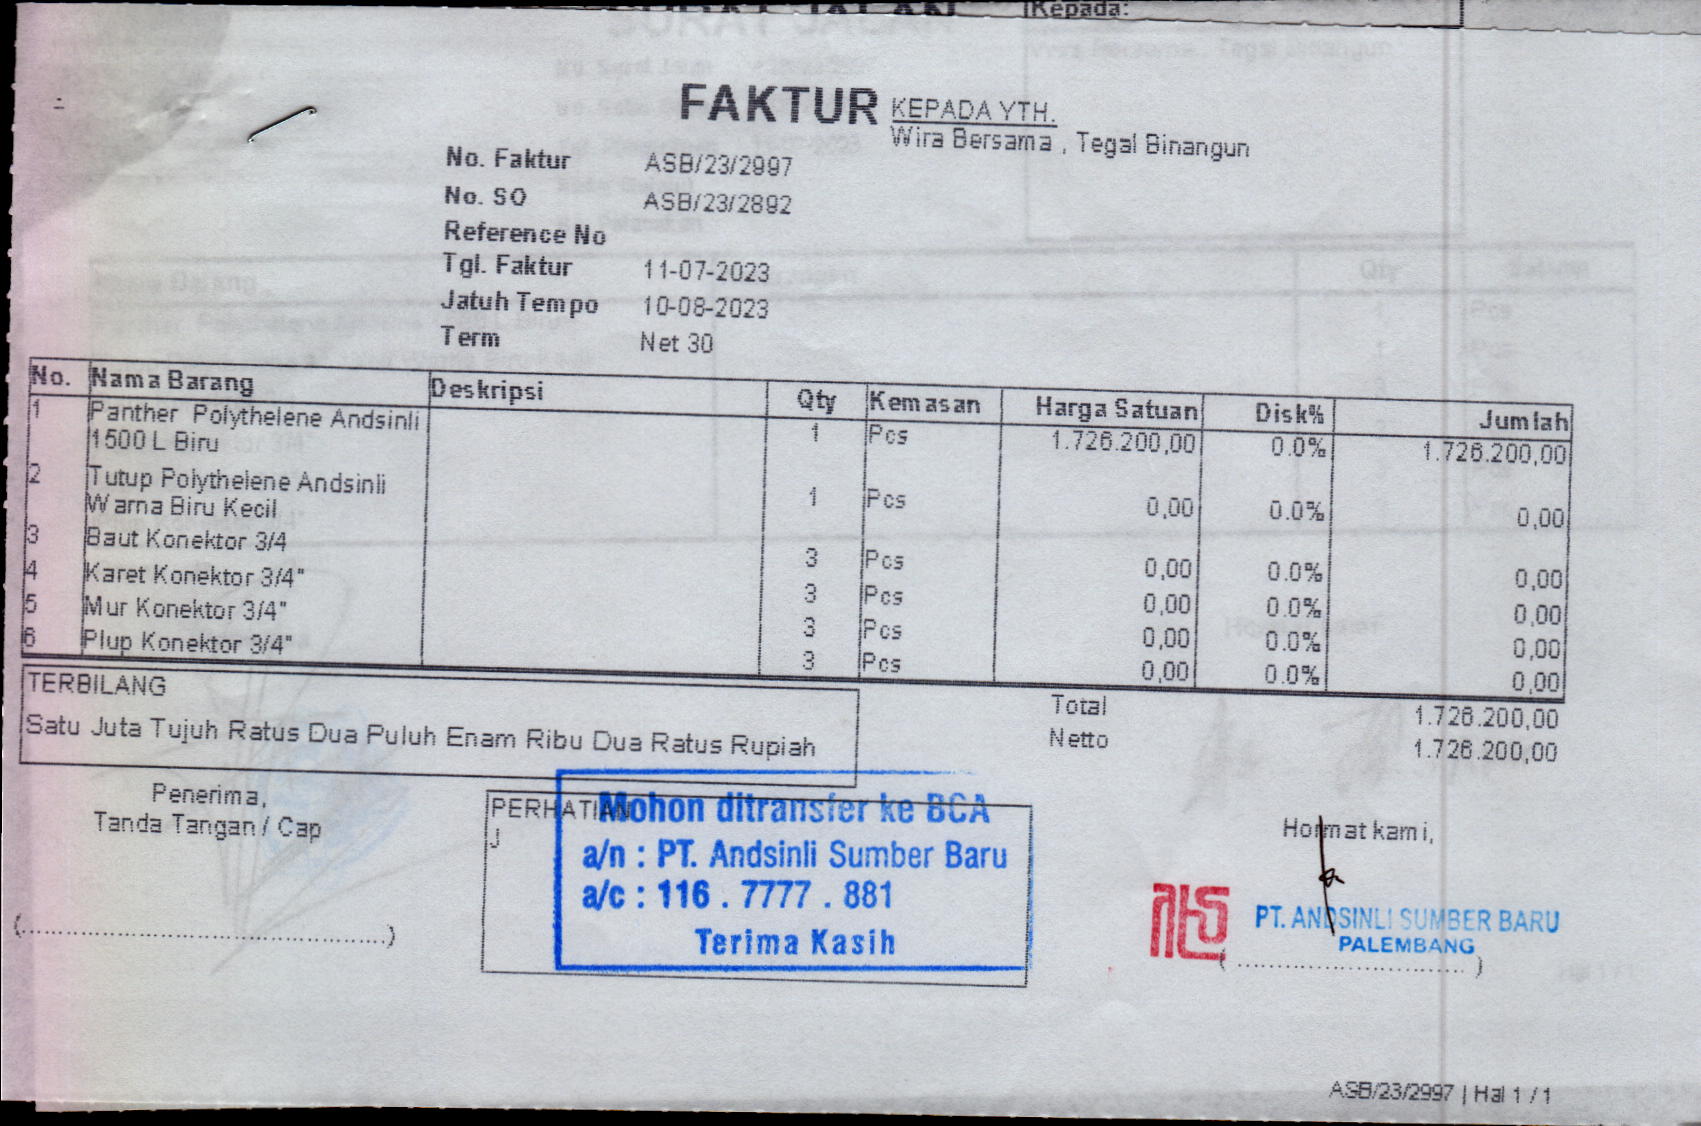 SURAT JALAN
Kepada:
FAKTUR
KEPADA YTH.
Wira Bersama , Tegal Binangun
No. Faktur ASB/23/2997
No. SO ASB/23/2892
Reference No
Tgl. Faktur 11-07-2023
Jatuh Tempo 10-08-2023
Term Net 30
No. Nama Barang Deskripsi Qty Kemasan Harga Satuan Disk% Jumlah
1 Panther Polythelene Andsinli 1 Pcs 1.726.200,00 0.0% 1.726.200,00
1500 L Biru
2 Tutup Polythelene Andsinli 1 Pcs 0,00 0.0% 0,00
Warna Biru Kecil
3 Baut Konektor 3/4 3 Pcs 0,00 0.0% 0,00
4 Karet Konektor 3/4" 3 Pcs 0,00 0.0% 0,00
5 Mur Konektor 3/4" 3 Pcs 0,00 0.0% 0,00
6 Plup Konektor 3/4" 3 Pcs 0,00 0.0% 0,00
TERBILANG
Satu Juta Tujuh Ratus Dua Puluh Enam Ribu Dua Ratus Rupiah
Total 1.726.200,00
Netto 1.726.200,00
Penerima,
Tanda Tangan / Cap
(........................................)
PERHATIAN
J
Mohon ditransfer ke BCA
a/n : PT. Andsinli Sumber Baru
a/c : 116 . 7777 . 881
Terima Kasih
Hormat kami,
PT. ANDSINLI SUMBER BARU
PALEMBANG
(..............................)
ASB/23/2997 | Hal 1 / 1